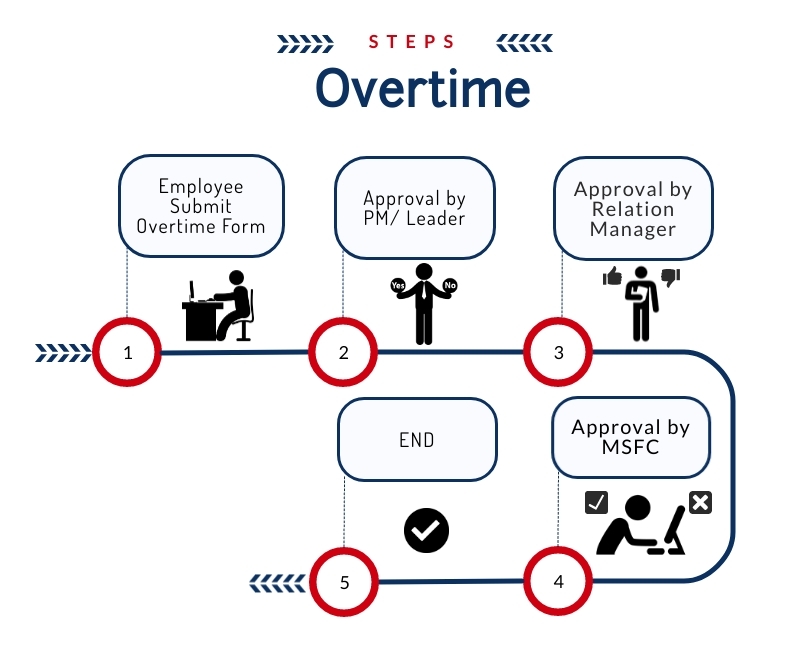 STEPS
Overtime
Employee
Submit
Overtime Form
Approval by
PM/ Leader
Approval by
Relation
Manager
Yes
No
1
2
3
END
Approval by
MSFC
5
4